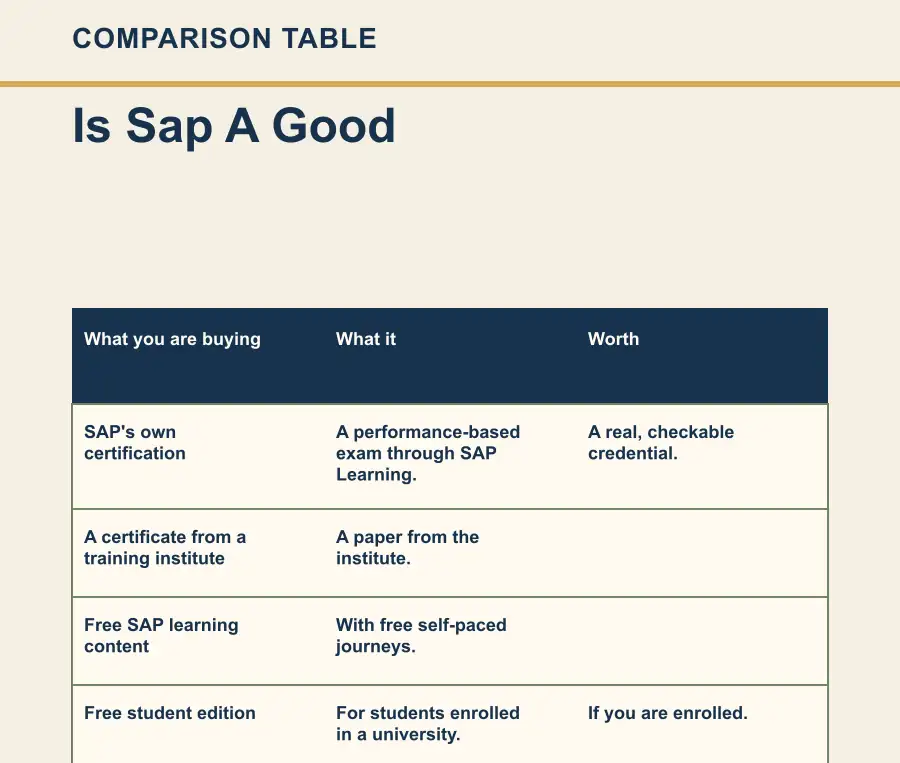 COMPARISON TABLE
Is Sap A Good
What you are buying
What it
Worth
SAP's own
certification
A performance-based
exam through SAP
Learning.
A real, checkable
credential.
A certificate from a
training institute
A paper from the
institute.
Free SAP learning
content
With free self-paced
journeys.
Free student edition
For students enrolled
in a university.
If you are enrolled.